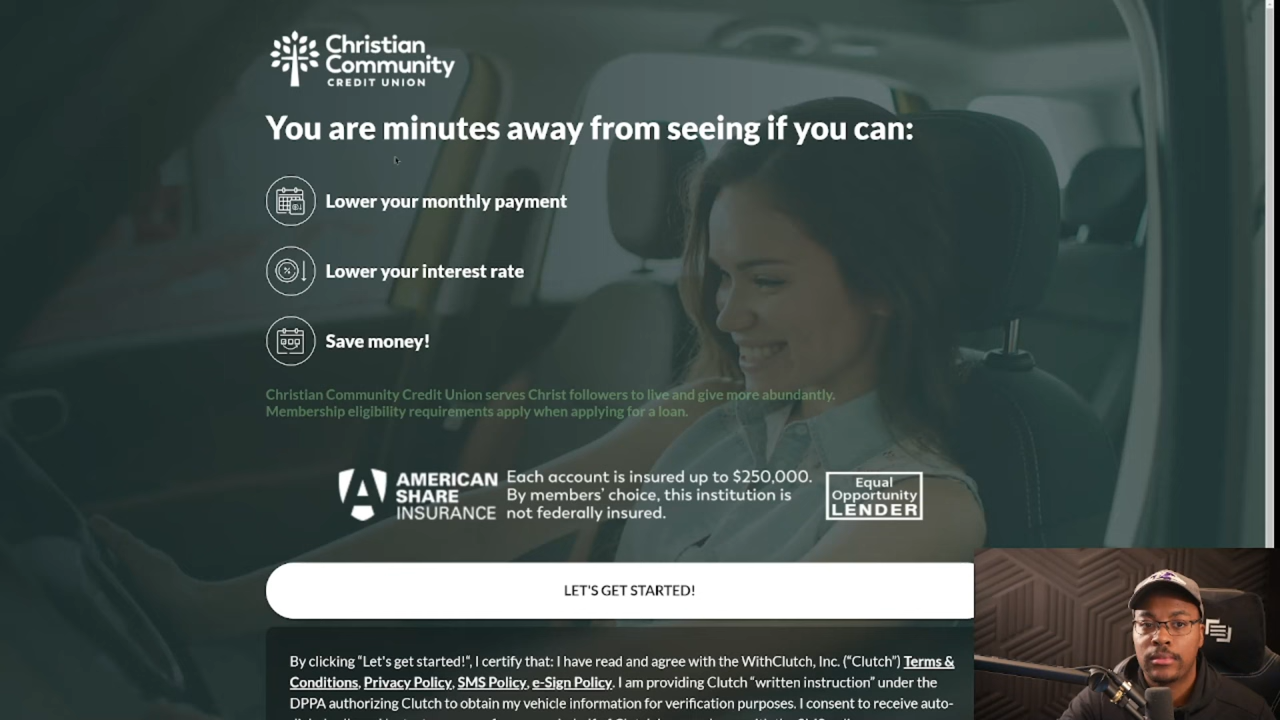 Christian
Community
CREDIT UNION
You are minutes away from seeing if you can:
Lower your monthly payment
Lower your interest rate
Save money!
Christian Community Credit Union serves Christ followers to live and give more abundantly.
Membership eligibility requirements apply when applying for a loan.
AMERICAN
SHARE
INSURANCE
Each account is insured up to $250,000.
By members' choice, this institution is
not federally insured.
Equal
Opportunity
LENDER
LET'S GET STARTED!
By clicking “Let's get started!”, I certify that: I have read and agree with the WithClutch, Inc. (“Clutch”) Terms &
Conditions, Privacy Policy, SMS Policy, e-Sign Policy. I am providing Clutch “written instruction” under the
DPPA authorizing Clutch to obtain my vehicle information for verification purposes. I consent to receive auto-